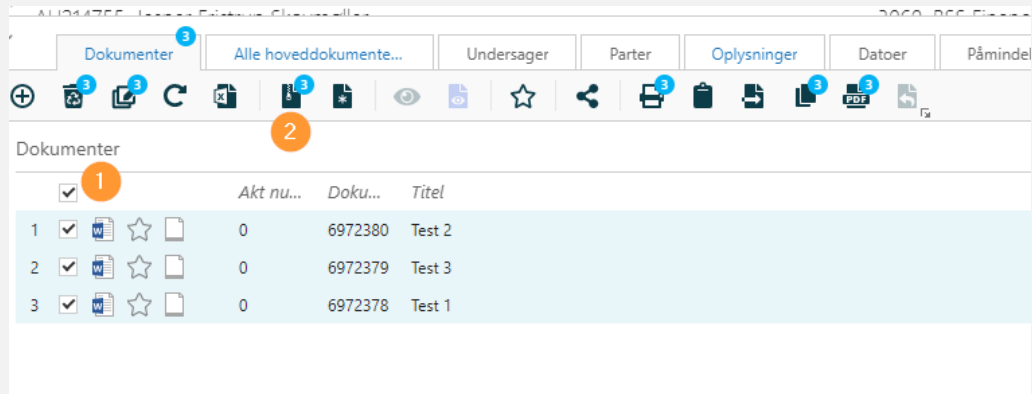 3
Dokumenter Alle hoveddokumente... Undersager Parter Oplysninger Datoer Påmindel
3 3 3 3 3 3
PDF
2
Dokumenter
1
Akt nu... Doku... Titel
1 0 6972380 Test 2
2 0 6972379 Test 3
3 0 6972378 Test 1